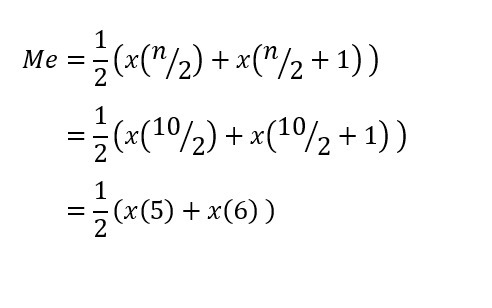 Me = 1/2 (x(n/2) + x(n/2 + 1) )
= 1/2 (x(10/2) + x(10/2 + 1) )
= 1/2 (x(5) + x(6) )